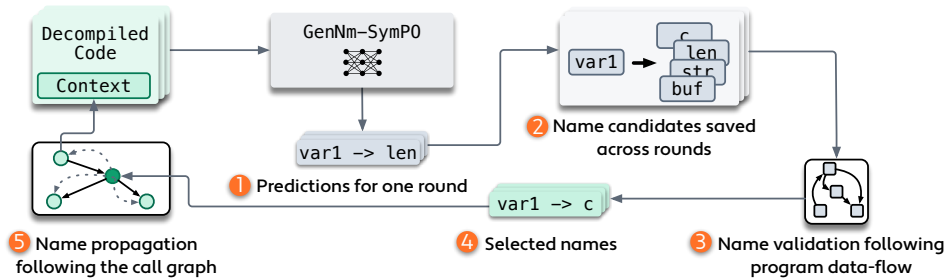 Decompiled
Code
Context
GenNm-SymPO
var1 -> len
1 Predictions for one round
var1
c
len
str
buf
2 Name candidates saved
across rounds
3 Name validation following
program data-flow
var1 -> c
4 Selected names
5 Name propagation
following the call graph